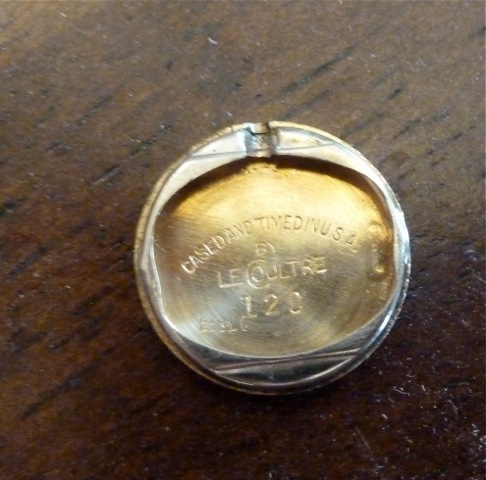 CASED AND TIMED IN U.S.A.
BY
LECOULTRE
120